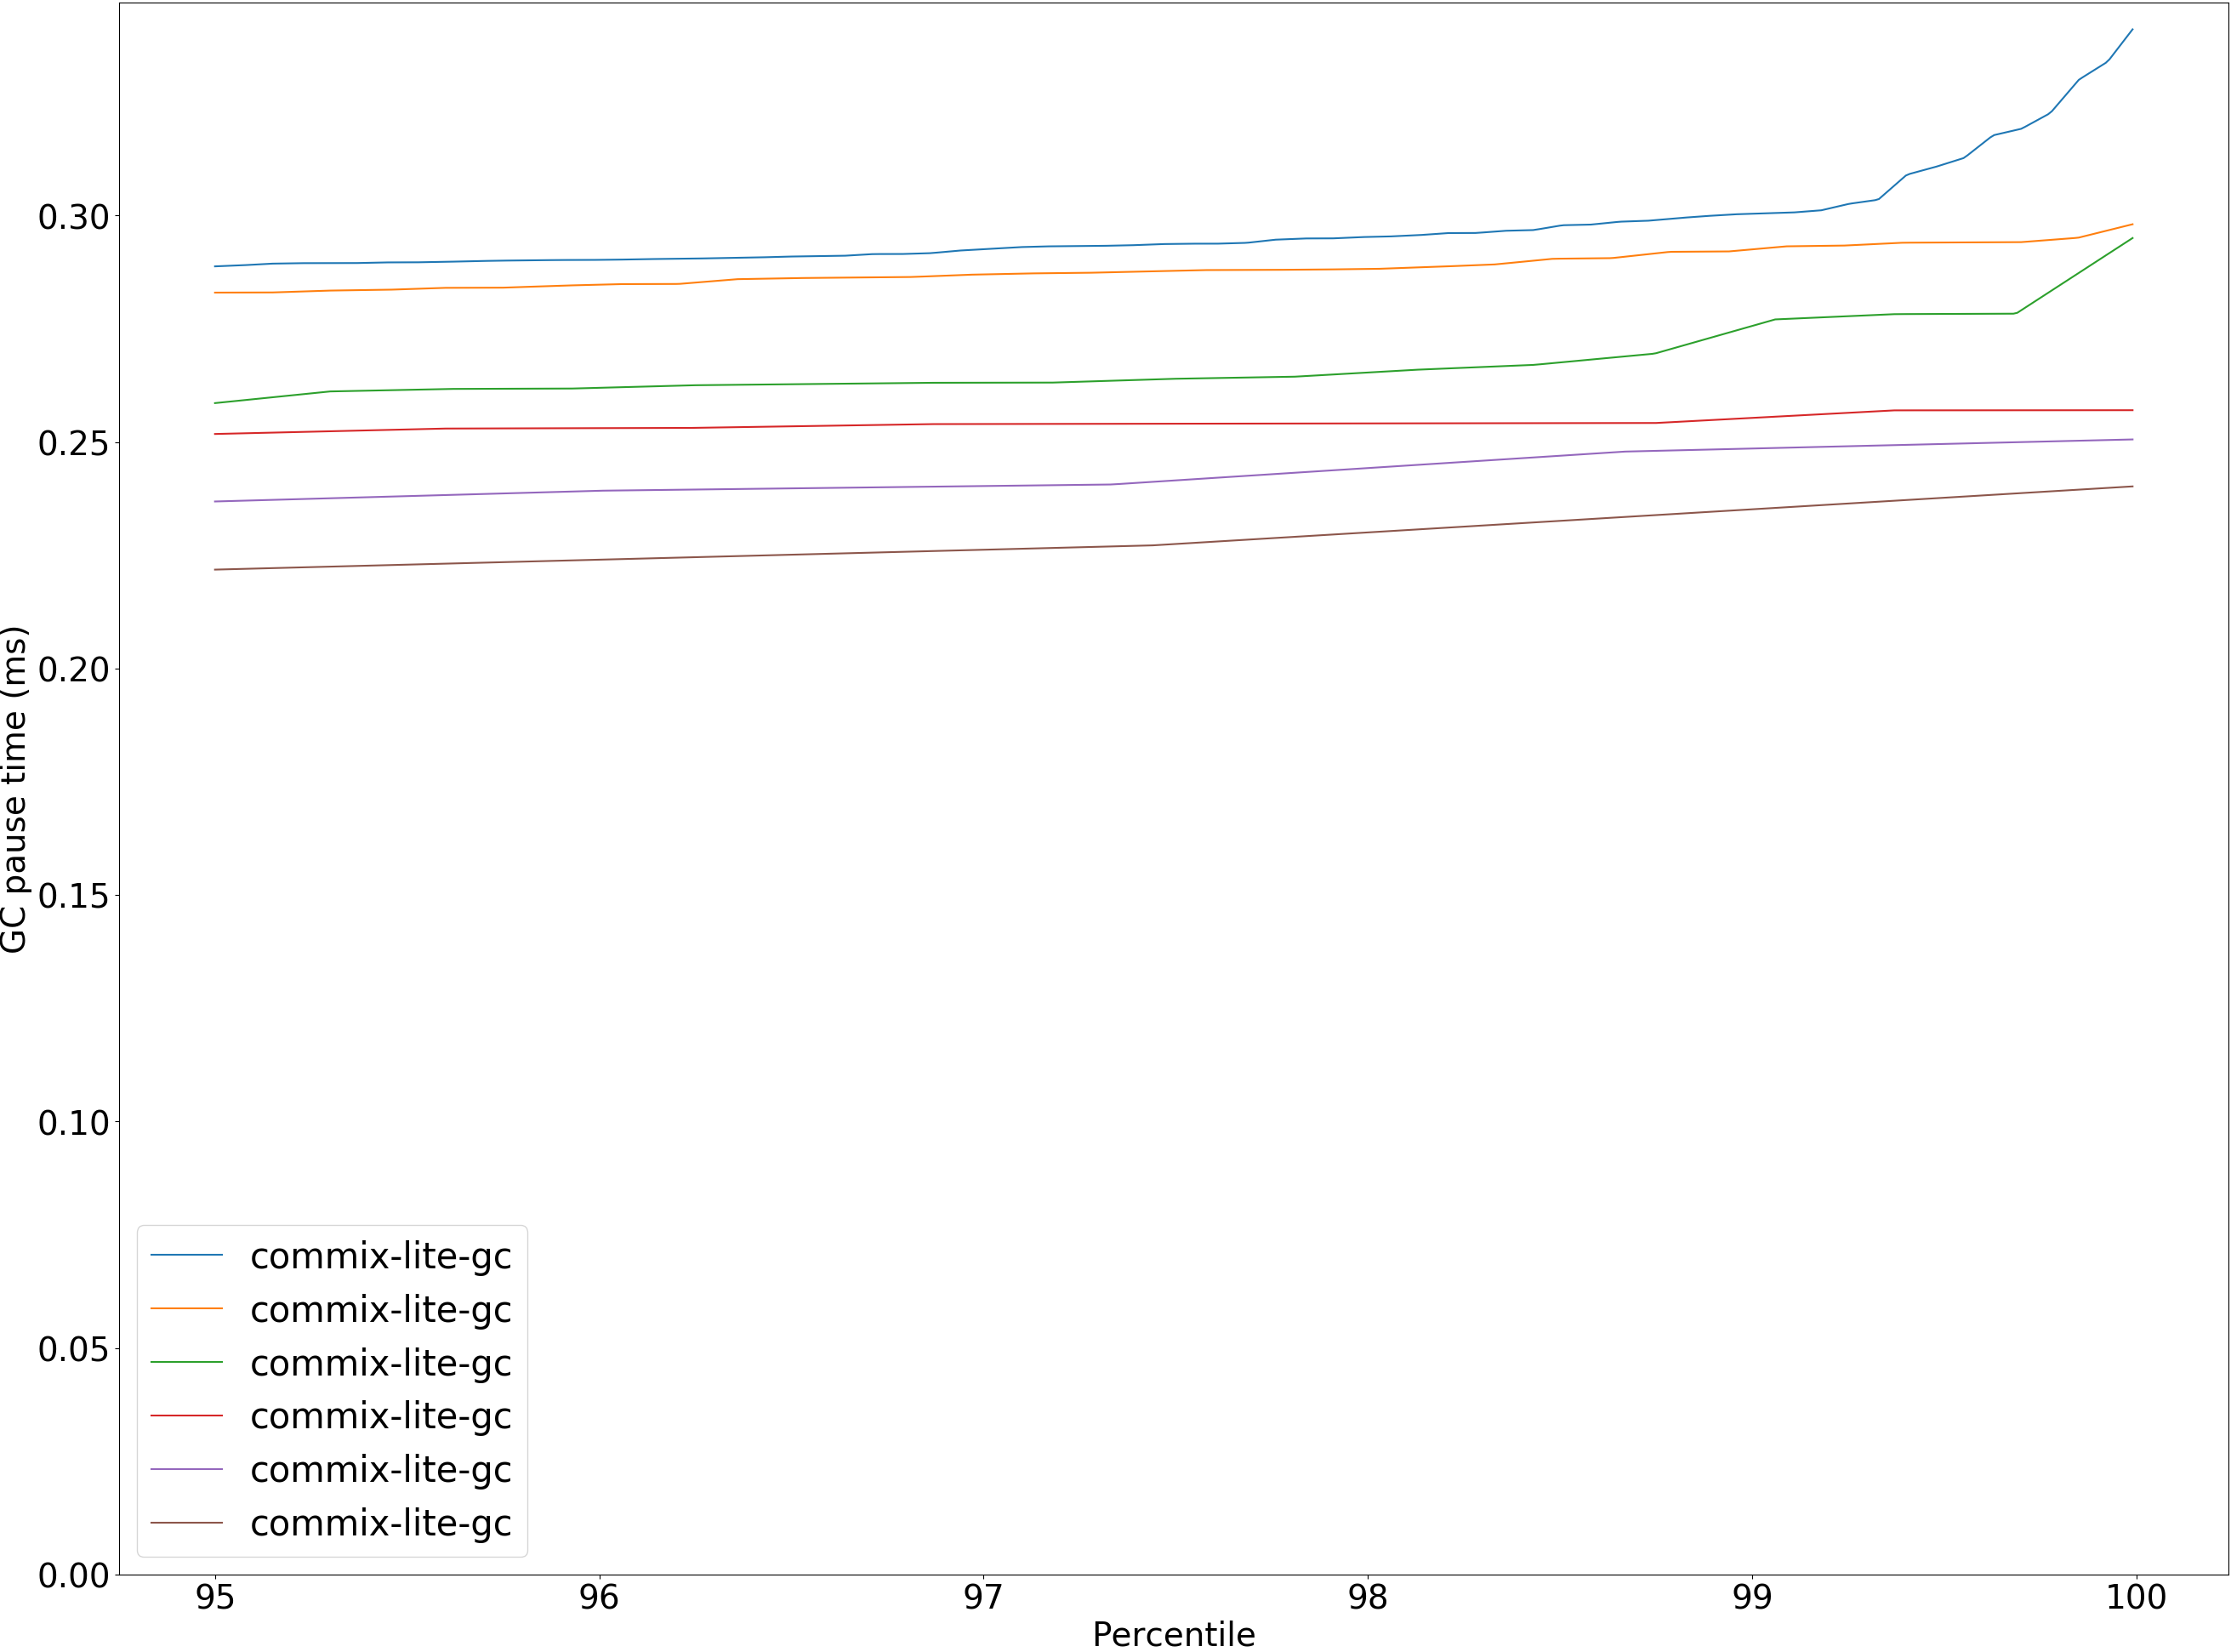 GC pause time (ms)
0.30
0.25
0.20
0.15
0.10
0.05
0.00
commix-lite-gc
commix-lite-gc
commix-lite-gc
commix-lite-gc
commix-lite-gc
commix-lite-gc
95 96 97 98 99 100
Percentile